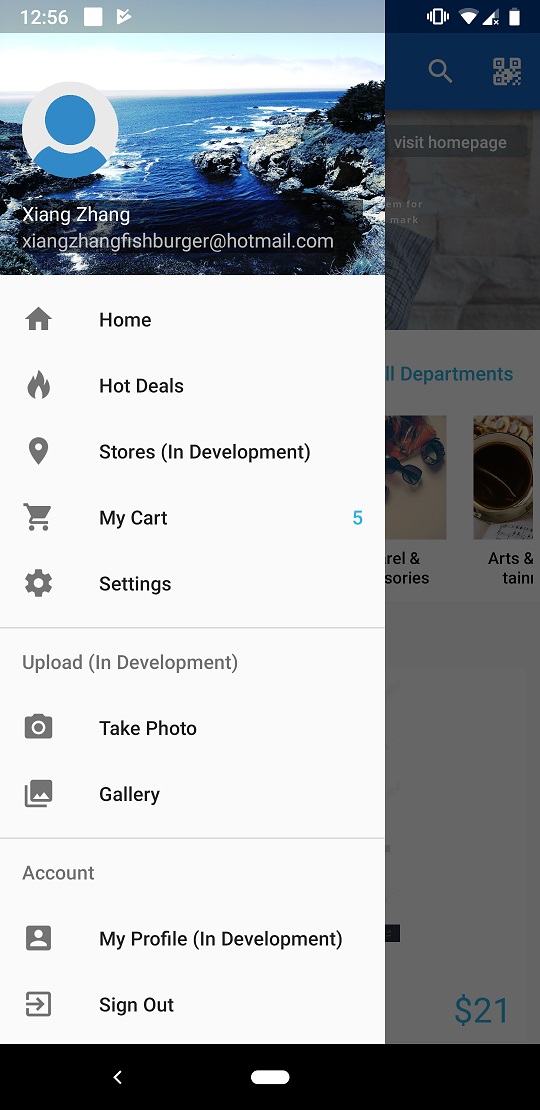 12:56
visit homepage
em for
mark
Xiang Zhang
xiangzhangfishburger@hotmail.com
Home
Hot Deals
ll Departments
Stores (In Development)
My Cart 5
rel &
sories
Arts &
tainm
Settings
Upload (In Development)
Take Photo
Gallery
Account
My Profile (In Development)
Sign Out
$21